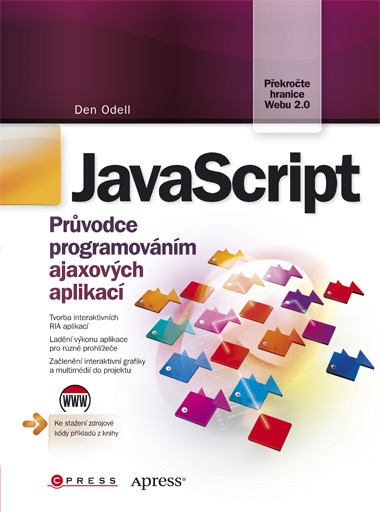 Překročte
hranice
Webu 2.0
Den Odell
JavaScript
Průvodce
programováním
ajaxových
aplikací
Tvorba interaktivních
RIA aplikací
Ladění výkonu aplikace
pro různé prohlížeče
Začlenění interaktivní grafiky
a multimédií do projektu
WWW
Ke stažení zdrojové
kódy příkladů z knihy
CPRESS
Apress®